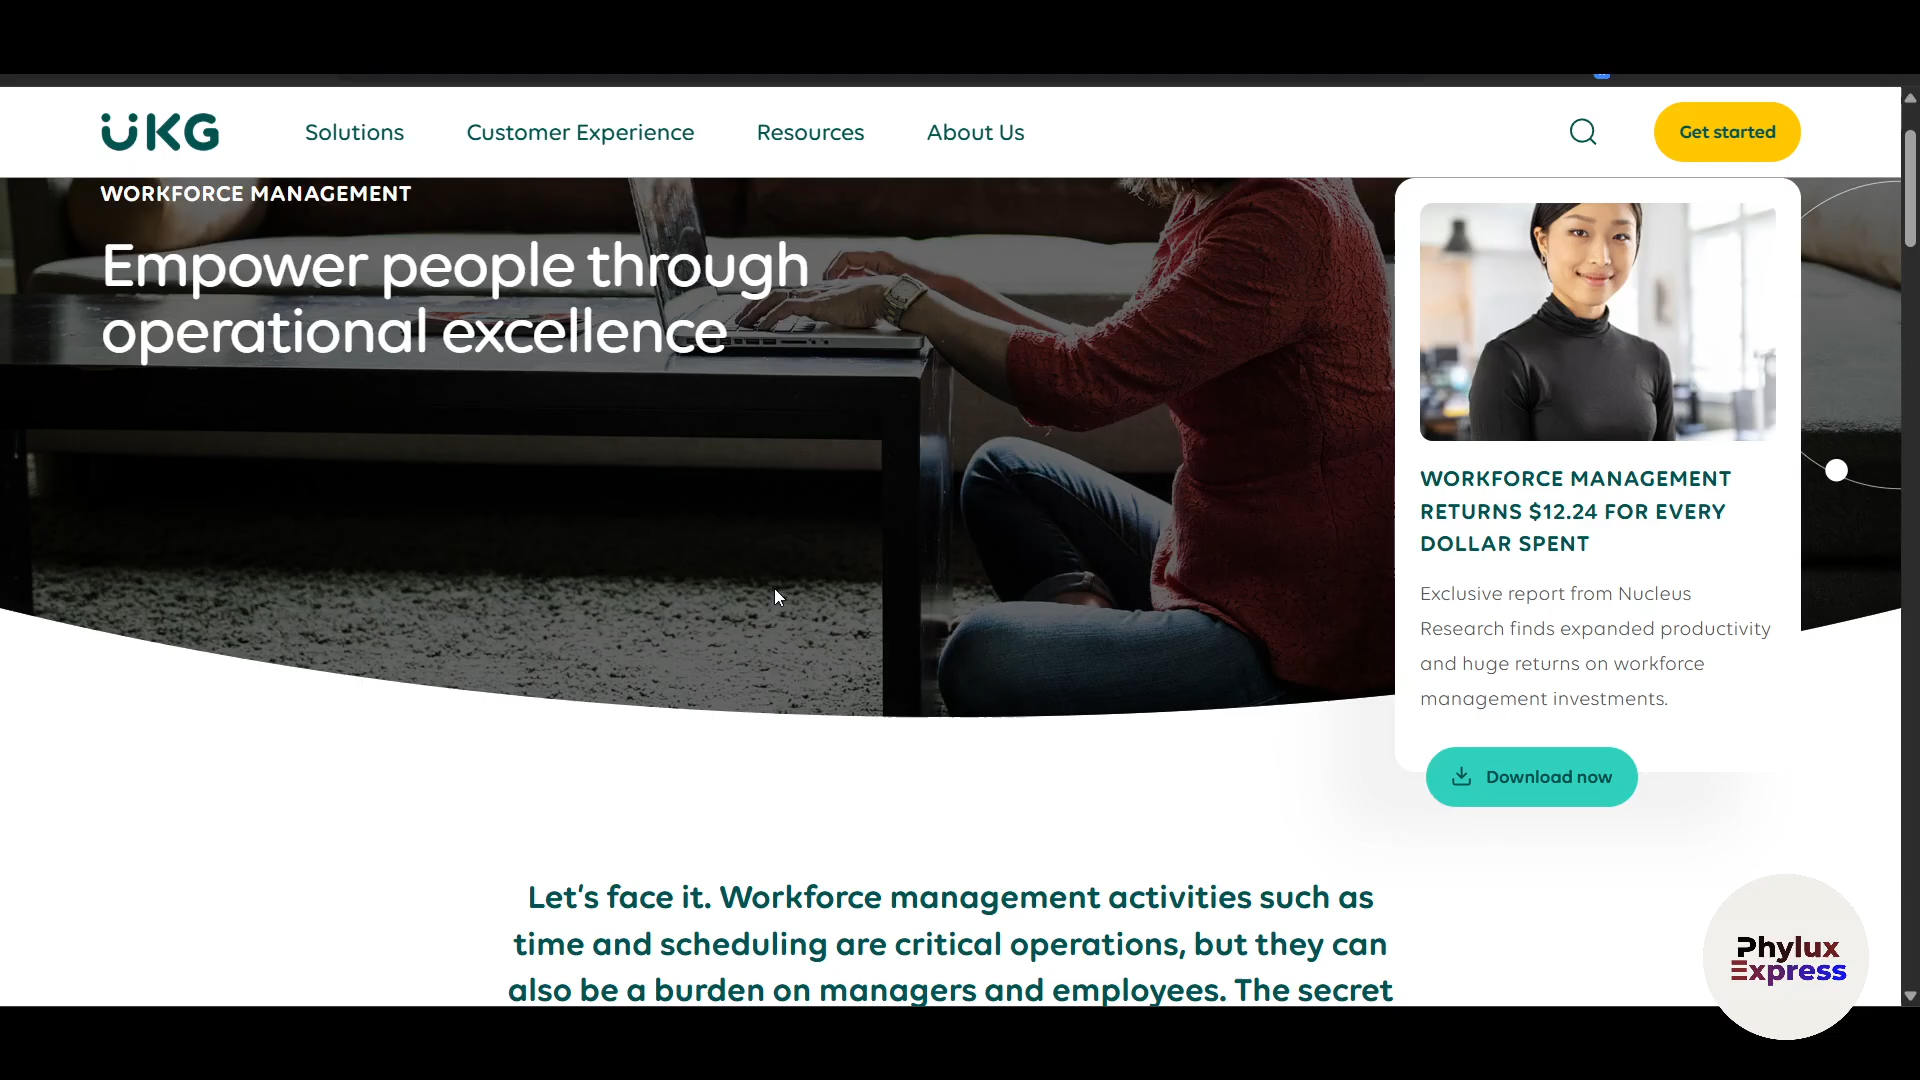 UKG
Solutions
Customer Experience
Resources
About Us
Get started
WORKFORCE MANAGEMENT
Empower people through
operational excellence
WORKFORCE MANAGEMENT
RETURNS $12.24 FOR EVERY
DOLLAR SPENT
Exclusive report from Nucleus
Research finds expanded productivity
and huge returns on workforce
management investments.
Download now
Let's face it. Workforce management activities such as
time and scheduling are critical operations, but they can
also be a burden on managers and employees. The secret
Phylux
Express